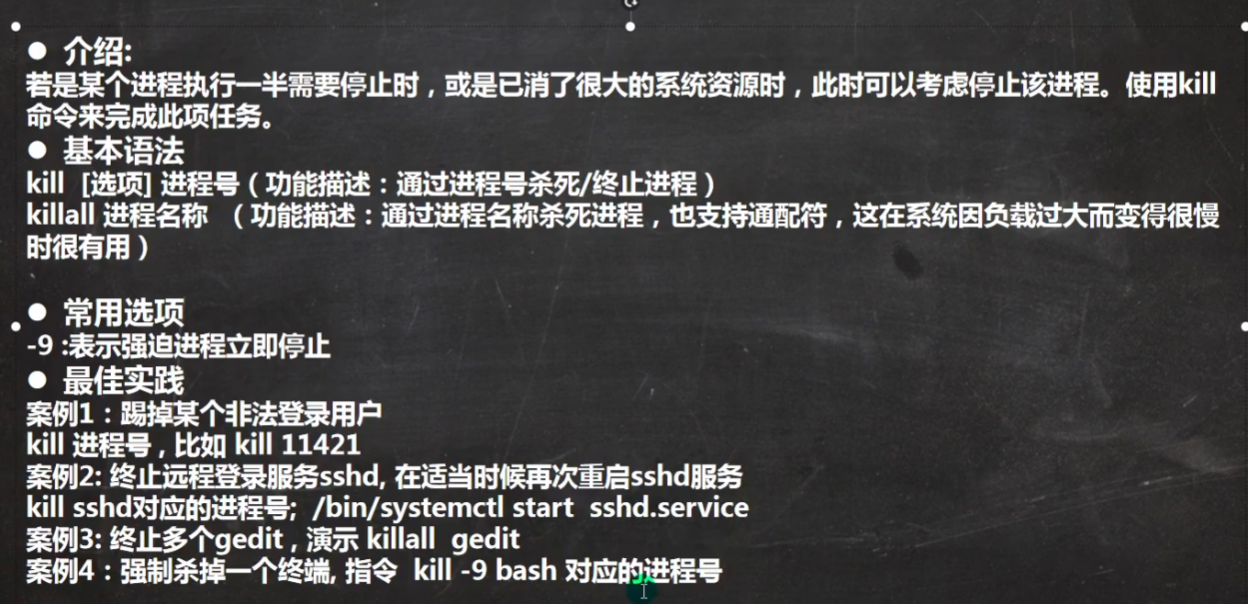 ● 介绍:
若是某个进程执行一半需要停止时，或是已消了很大的系统资源时，此时可以考虑停止该进程。使用kill
命令来完成此项任务。
● 基本语法
kill  [选项] 进程号（功能描述：通过进程号杀死/终止进程）
killall 进程名称 （功能描述：通过进程名称杀死进程，也支持通配符，这在系统因负载过大而变得很慢
时很有用）
● 常用选项
-9 :表示强迫进程立即停止
● 最佳实践
案例1：踢掉某个非法登录用户
kill 进程号，比如 kill 11421
案例2: 终止远程登录服务sshd, 在适当时候再次重启sshd服务
kill sshd对应的进程号;  /bin/systemctl start  sshd.service
案例3: 终止多个gedit , 演示 killall  gedit
案例4：强制杀掉一个终端, 指令  kill -9 bash 对应的进程号